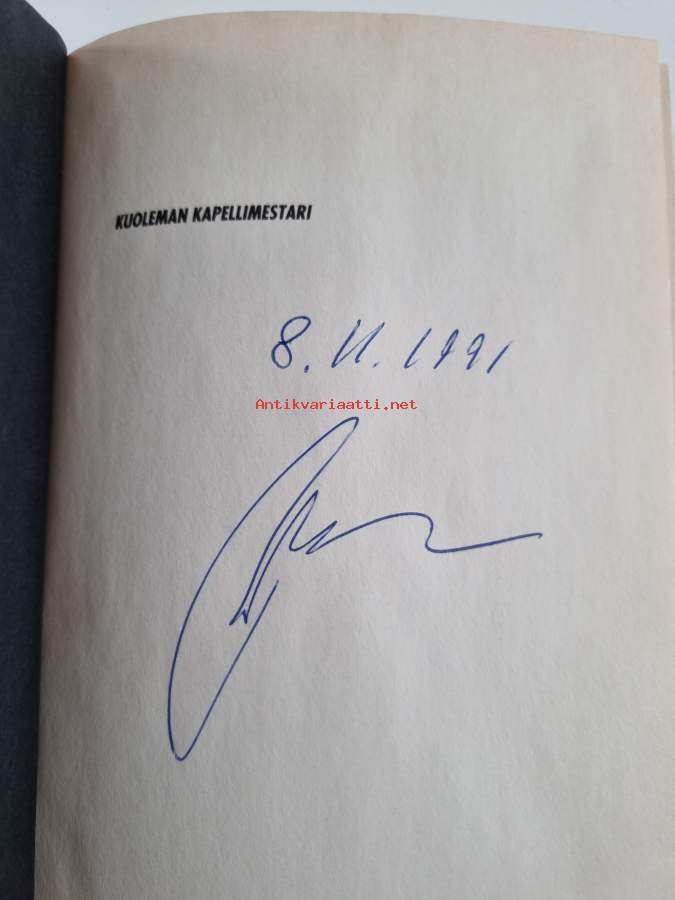 KUOLEMAN KAPELLIMESTARI
8. 11. 1991
Antikvariaatti.net